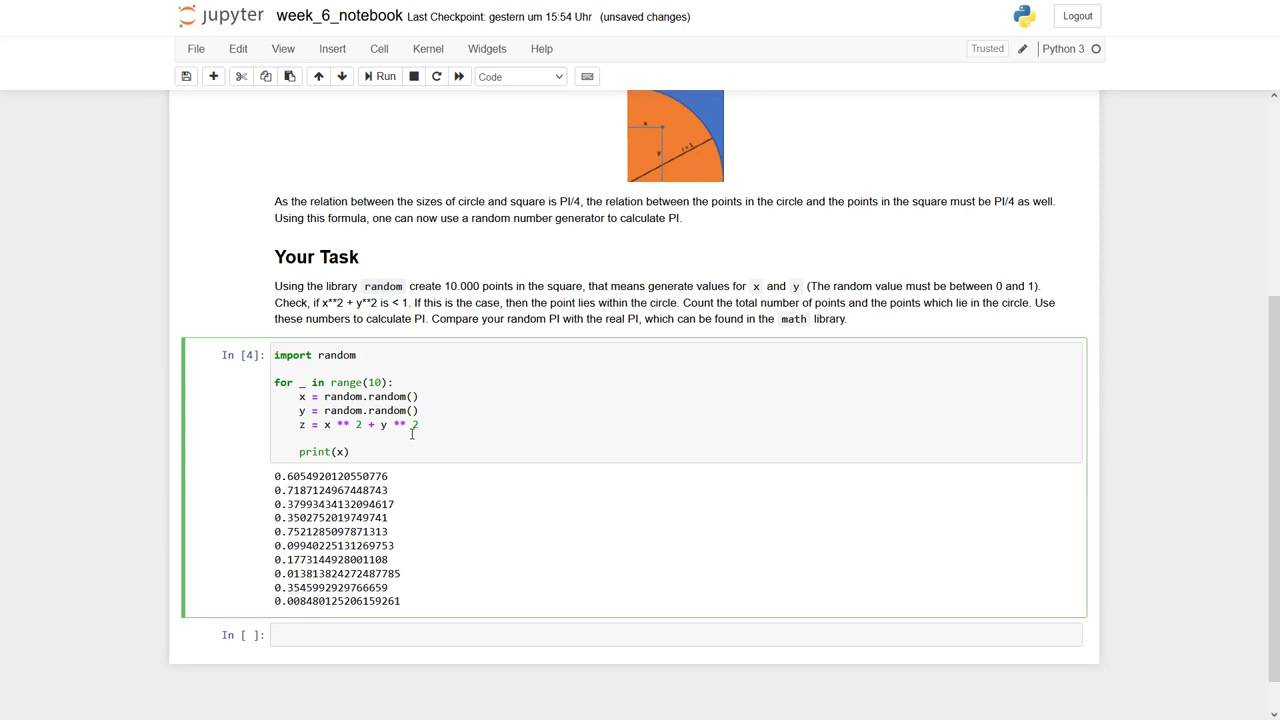 jupyter week_6_notebook Last Checkpoint: gestern um 15:54 Uhr (unsaved changes) Logout
File Edit View Insert Cell Kernel Widgets Help Trusted Python 3
Run Code
x
y
r=1
As the relation between the sizes of circle and square is PI/4, the relation between the points in the circle and the points in the square must be PI/4 as well.
Using this formula, one can now use a random number generator to calculate PI.
Your Task
Using the library random create 10.000 points in the square, that means generate values for x and y (The random value must be between 0 and 1).
Check, if x**2 + y**2 is < 1. If this is the case, then the point lies within the circle. Count the total number of points and the points which lie in the circle. Use
these numbers to calculate PI. Compare your random PI with the real PI, which can be found in the math library.
In [4]: import random
for _ in range(10):
x = random.random()
y = random.random()
z = x ** 2 + y ** 2
print(x)
0.6054920120550776
0.7187124967448743
0.37993434132094617
0.3502752019749741
0.7521285097871313
0.09940225131269753
0.1773144928001108
0.013813824272487785
0.3545992929766659
0.008480125206159261
In [ ]: